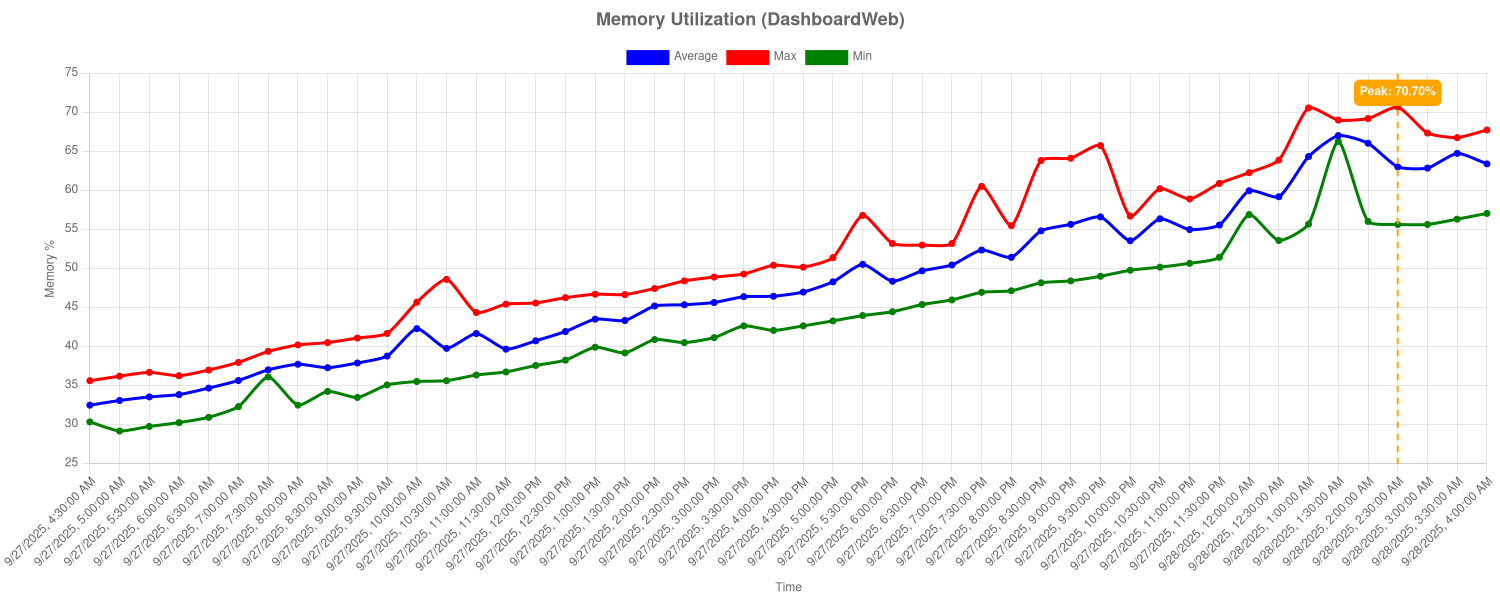 Memory Utilization (DashboardWeb)
Average Max Min
75
70
65
60
55
50
45
40
35
30
25
Memory %
Peak: 70.70%
9/27/2025, 4:30:00 AM
9/27/2025, 5:00:00 AM
9/27/2025, 5:30:00 AM
9/27/2025, 6:00:00 AM
9/27/2025, 6:30:00 AM
9/27/2025, 7:00:00 AM
9/27/2025, 7:30:00 AM
9/27/2025, 8:00:00 AM
9/27/2025, 8:30:00 AM
9/27/2025, 9:00:00 AM
9/27/2025, 9:30:00 AM
9/27/2025, 10:00:00 AM
9/27/2025, 10:30:00 AM
9/27/2025, 11:00:00 AM
9/27/2025, 11:30:00 AM
9/27/2025, 12:00:00 PM
9/27/2025, 12:30:00 PM
9/27/2025, 1:00:00 PM
9/27/2025, 1:30:00 PM
9/27/2025, 2:00:00 PM
9/27/2025, 2:30:00 PM
9/27/2025, 3:00:00 PM
9/27/2025, 3:30:00 PM
9/27/2025, 4:00:00 PM
9/27/2025, 4:30:00 PM
9/27/2025, 5:00:00 PM
9/27/2025, 5:30:00 PM
9/27/2025, 6:00:00 PM
9/27/2025, 6:30:00 PM
9/27/2025, 7:00:00 PM
9/27/2025, 7:30:00 PM
9/27/2025, 8:00:00 PM
9/27/2025, 8:30:00 PM
9/27/2025, 9:00:00 PM
9/27/2025, 9:30:00 PM
9/27/2025, 10:00:00 PM
9/27/2025, 10:30:00 PM
9/27/2025, 11:00:00 PM
9/27/2025, 11:30:00 PM
9/28/2025, 12:00:00 AM
9/28/2025, 12:30:00 AM
9/28/2025, 1:00:00 AM
9/28/2025, 1:30:00 AM
9/28/2025, 2:00:00 AM
9/28/2025, 2:30:00 AM
9/28/2025, 3:00:00 AM
9/28/2025, 3:30:00 AM
9/28/2025, 4:00:00 AM
Time